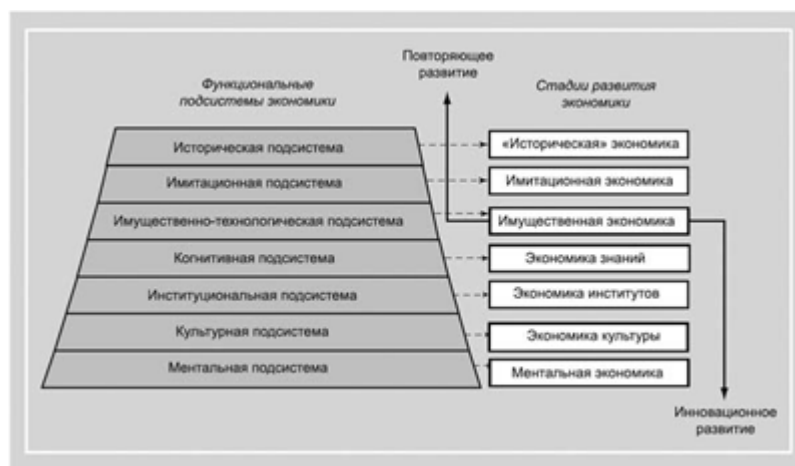 Повторяющее
развитие
Функциональные
подсистемы экономики
Стадии развития
экономики
Историческая подсистема
«Историческая» экономика
Имитационная подсистема
Имитационная экономика
Имущественно-технологическая подсистема
Имущественная экономика
Когнитивная подсистема
Экономика знаний
Институциональная подсистема
Экономика институтов
Культурная подсистема
Экономика культуры
Ментальная подсистема
Ментальная экономика
Инновационное
развитие